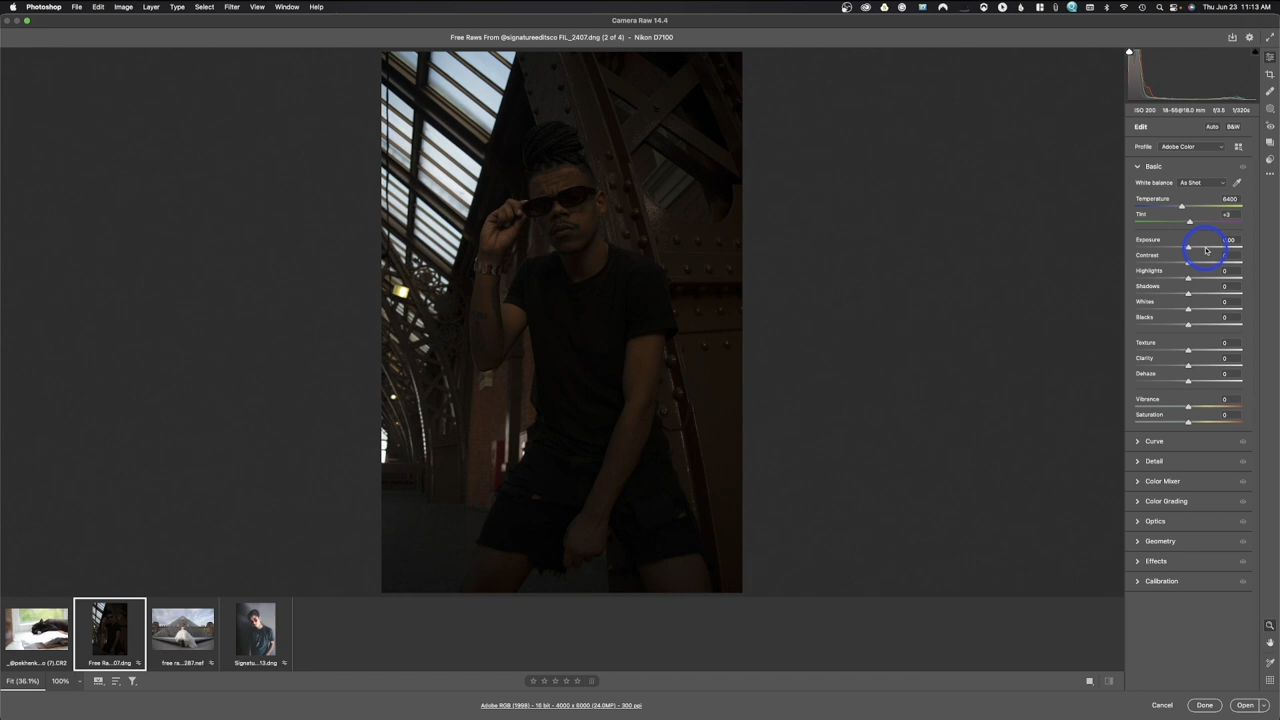 Photoshop File Edit Image Layer Type Select Filter View Window Help Thu Jun 23 11:13 AM
Camera Raw 14.4
Free Raws From @signatureeditsco FIL_2407.dng (2 of 4) - Nikon D7100
ISO 200 18-55@18.0 mm f/3.5 1/320s
Edit Auto B&W
Profile Adobe Color
Basic
White balance As Shot
Temperature 6400
Tint +3
Exposure
Contrast
Highlights 0
Shadows 0
Whites 0
Blacks 0
Texture 0
Clarity 0
Dehaze 0
Vibrance 0
Saturation 0
Curve
Detail
Color Mixer
Color Grading
Optics
Geometry
Effects
Calibration
_@pekhenk...o (7).CR2 Free Ra...07.dng free ra...287.nef Signatu...13.dng
Fit (36.1%) 100%
Adobe RGB (1998) - 16 bit - 4000 x 6000 (24.0MP) - 300 ppi
Cancel Done Open